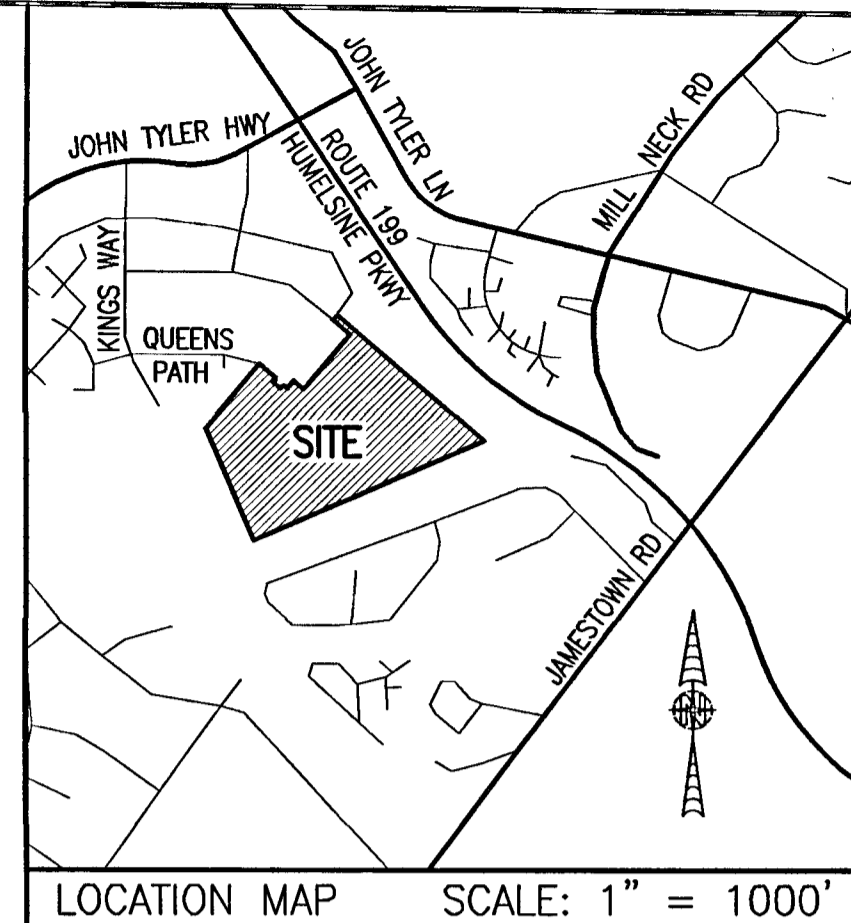 JOHN TYLER HWY
JOHN TYLER LN
ROUTE 199
HUMELSINE PKWY
MILL NECK RD
KINGS WAY
QUEENS
PATH
SITE
JAMESTOWN RD
N
LOCATION MAP SCALE: 1" = 1000'